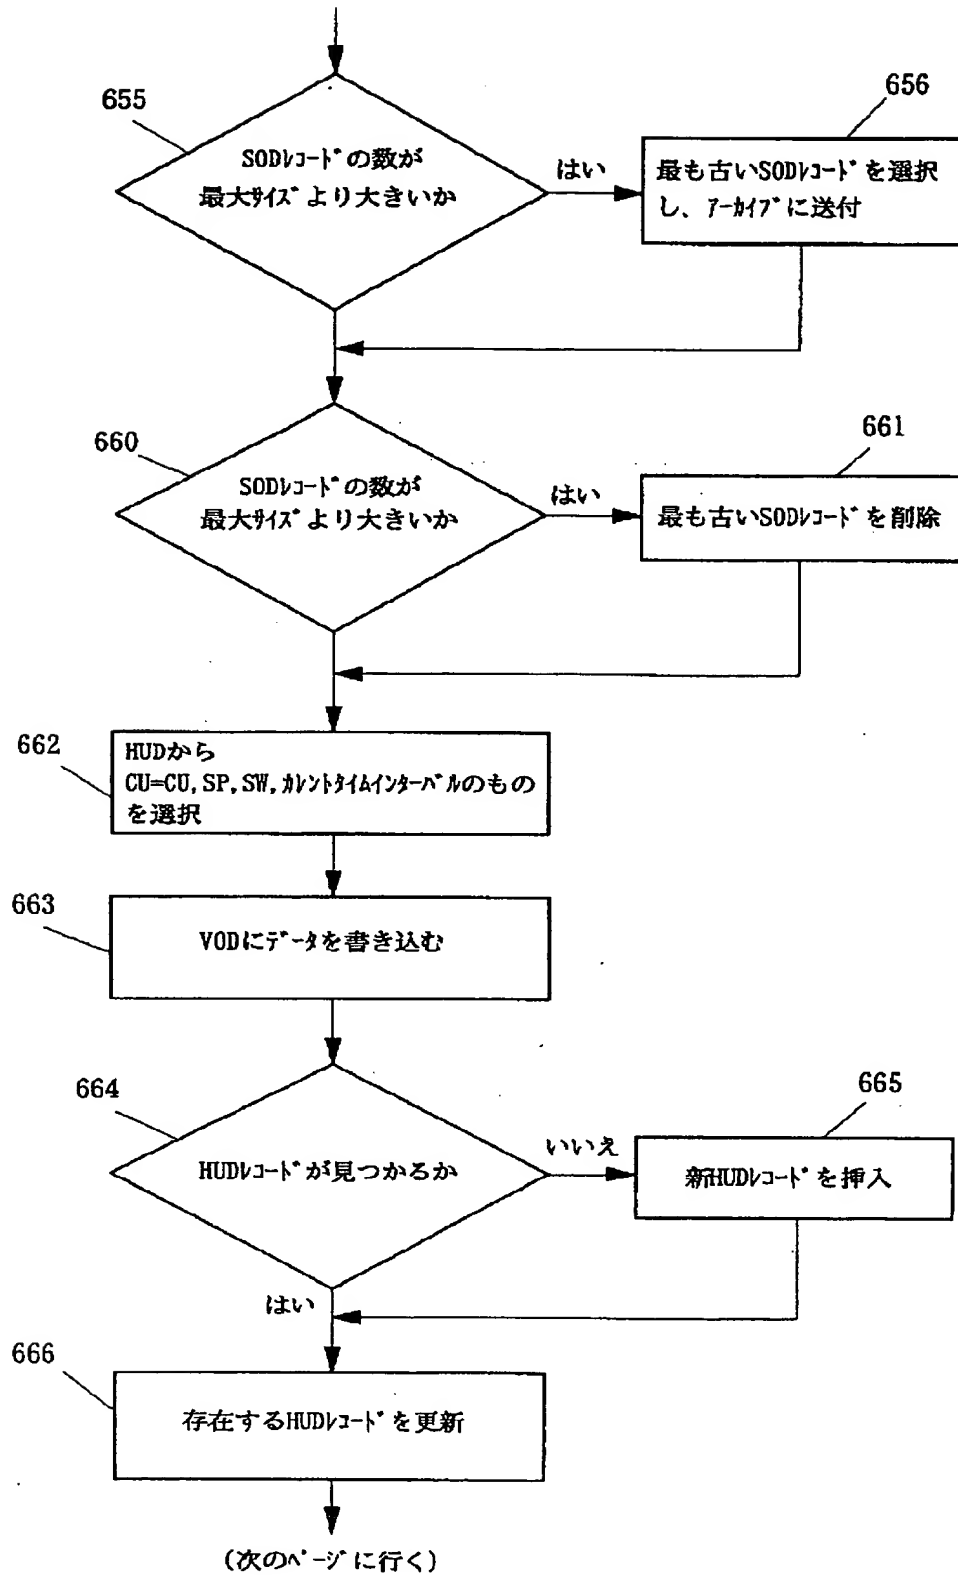 655
SODﾚｺｰﾄﾞの数が
最大ｻｲｽﾞより大きいか
はい
656
最も古いSODﾚｺｰﾄﾞを選択
し、ｱｰｶｲﾌﾞに送付
660
SODﾚｺｰﾄﾞの数が
最大ｻｲｽﾞより大きいか
はい
661
最も古いSODﾚｺｰﾄﾞを削除
662
HUDから
CU=CU,SP,SW,ｶﾚﾝﾄﾀｲﾑｲﾝﾀｰﾊﾞﾙのもの
を選択
663
VODにﾃﾞｰﾀを書き込む
664
HUDﾚｺｰﾄﾞが見つかるか
いいえ
665
新HUDﾚｺｰﾄﾞを挿入
はい
666
存在するHUDﾚｺｰﾄﾞを更新
(次のﾍﾟｰｼﾞに行く)